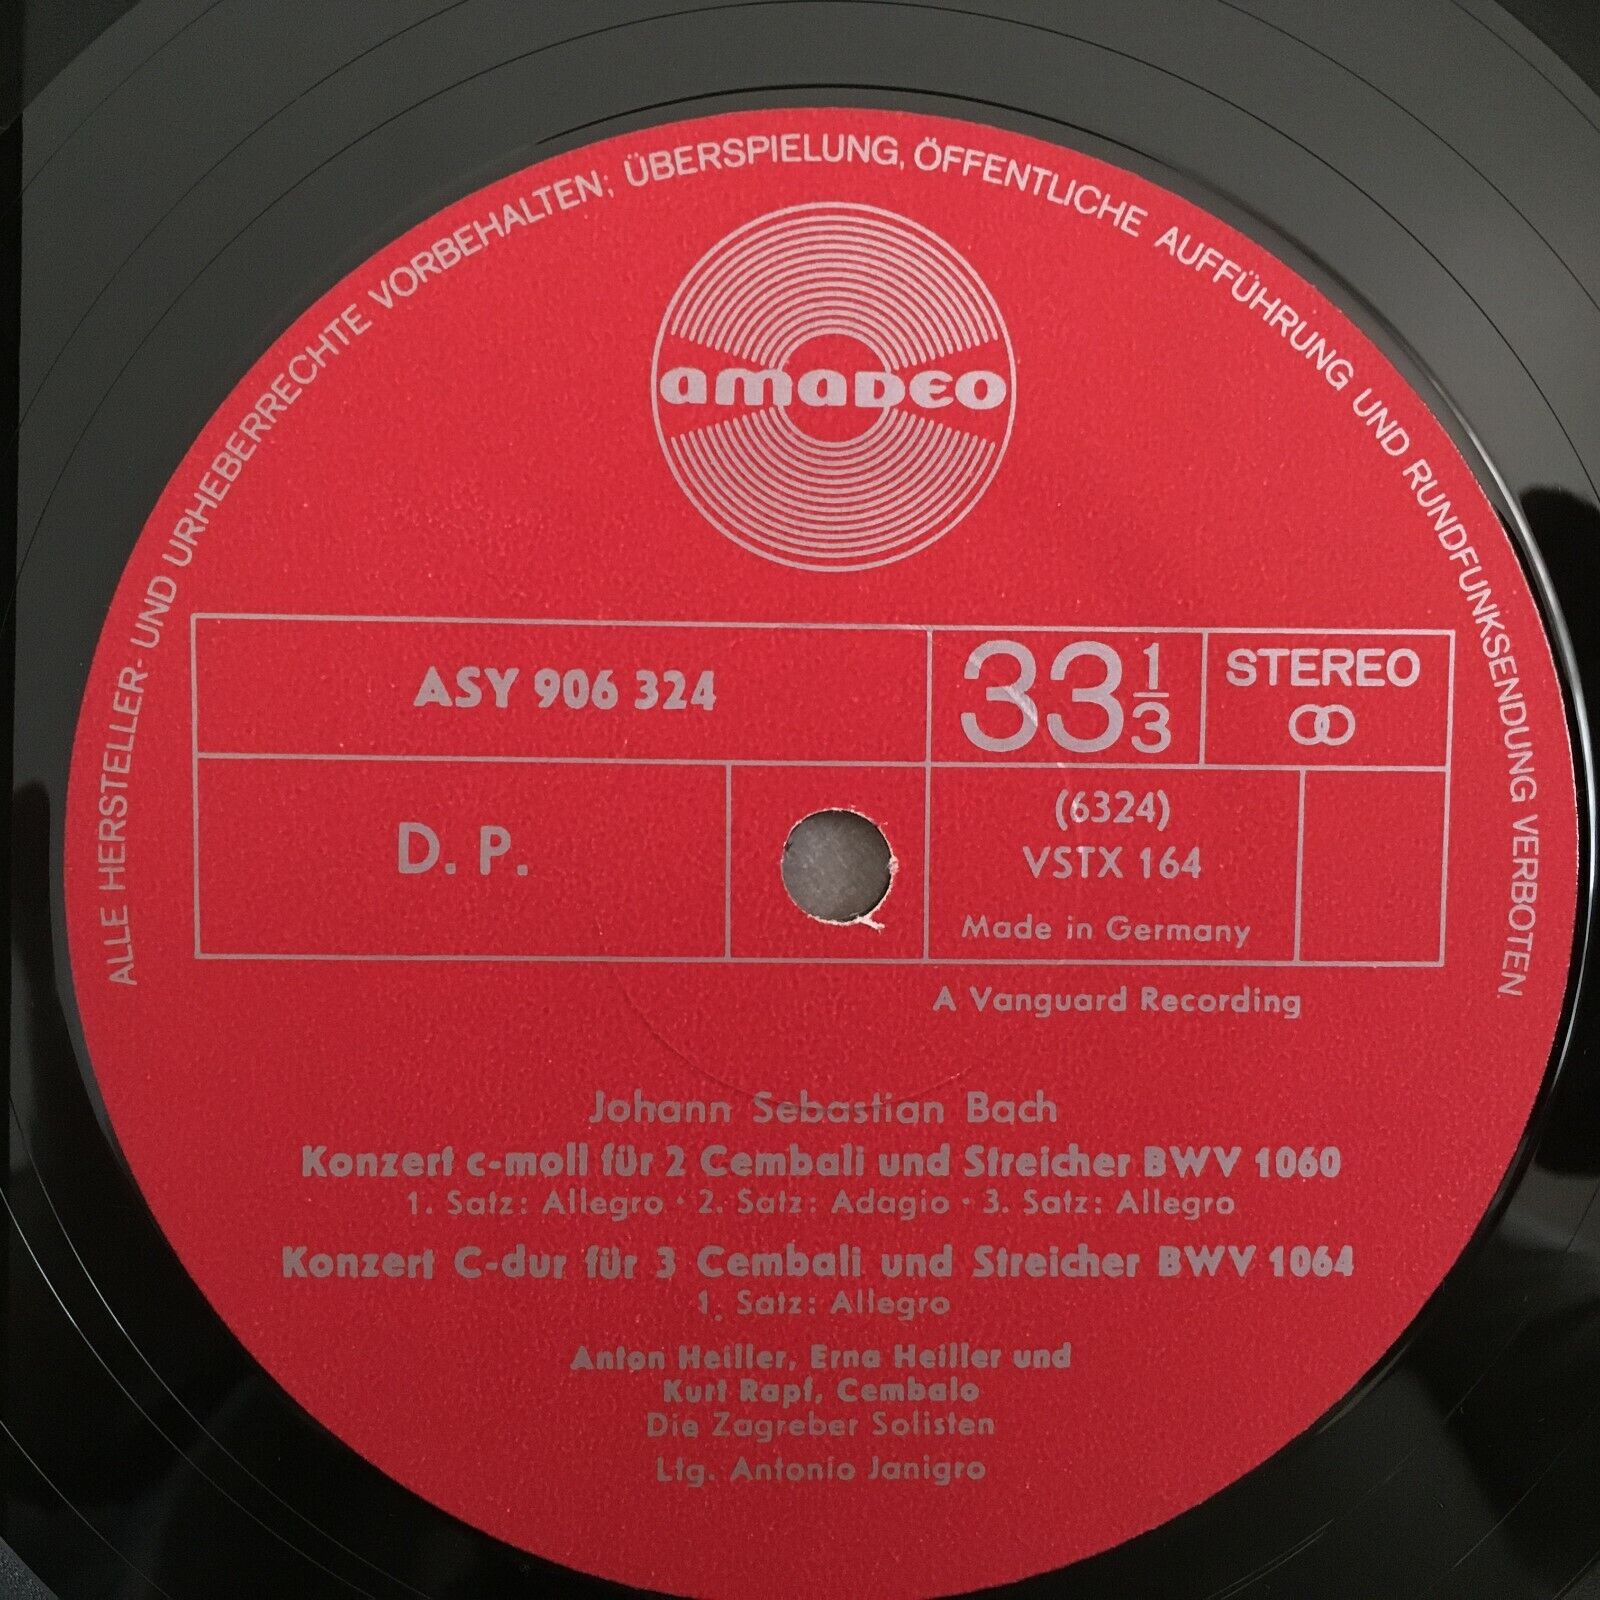 ALLE HERSTELLER- UND URHEBERRECHTE VORBEHALTEN; ÜBERSPIELUNG, ÖFFENTLICHE AUFFÜHRUNG UND RUNDFUNKSENDUNG VERBOTEN.
amadeo
ASY 906 324
33 1/3
STEREO
D. P.
(6324)
VSTX 164
Made in Germany
A Vanguard Recording
Johann Sebastian Bach
Konzert c-moll für 2 Cembali und Streicher BWV 1060
1. Satz: Allegro · 2. Satz: Adagio · 3. Satz: Allegro
Konzert C-dur für 3 Cembali und Streicher BWV 1064
1. Satz: Allegro
Anton Heiller, Erna Heiller und
Kurt Rapf, Cembalo
Die Zagreber Solisten
Ltg. Antonio Janigro